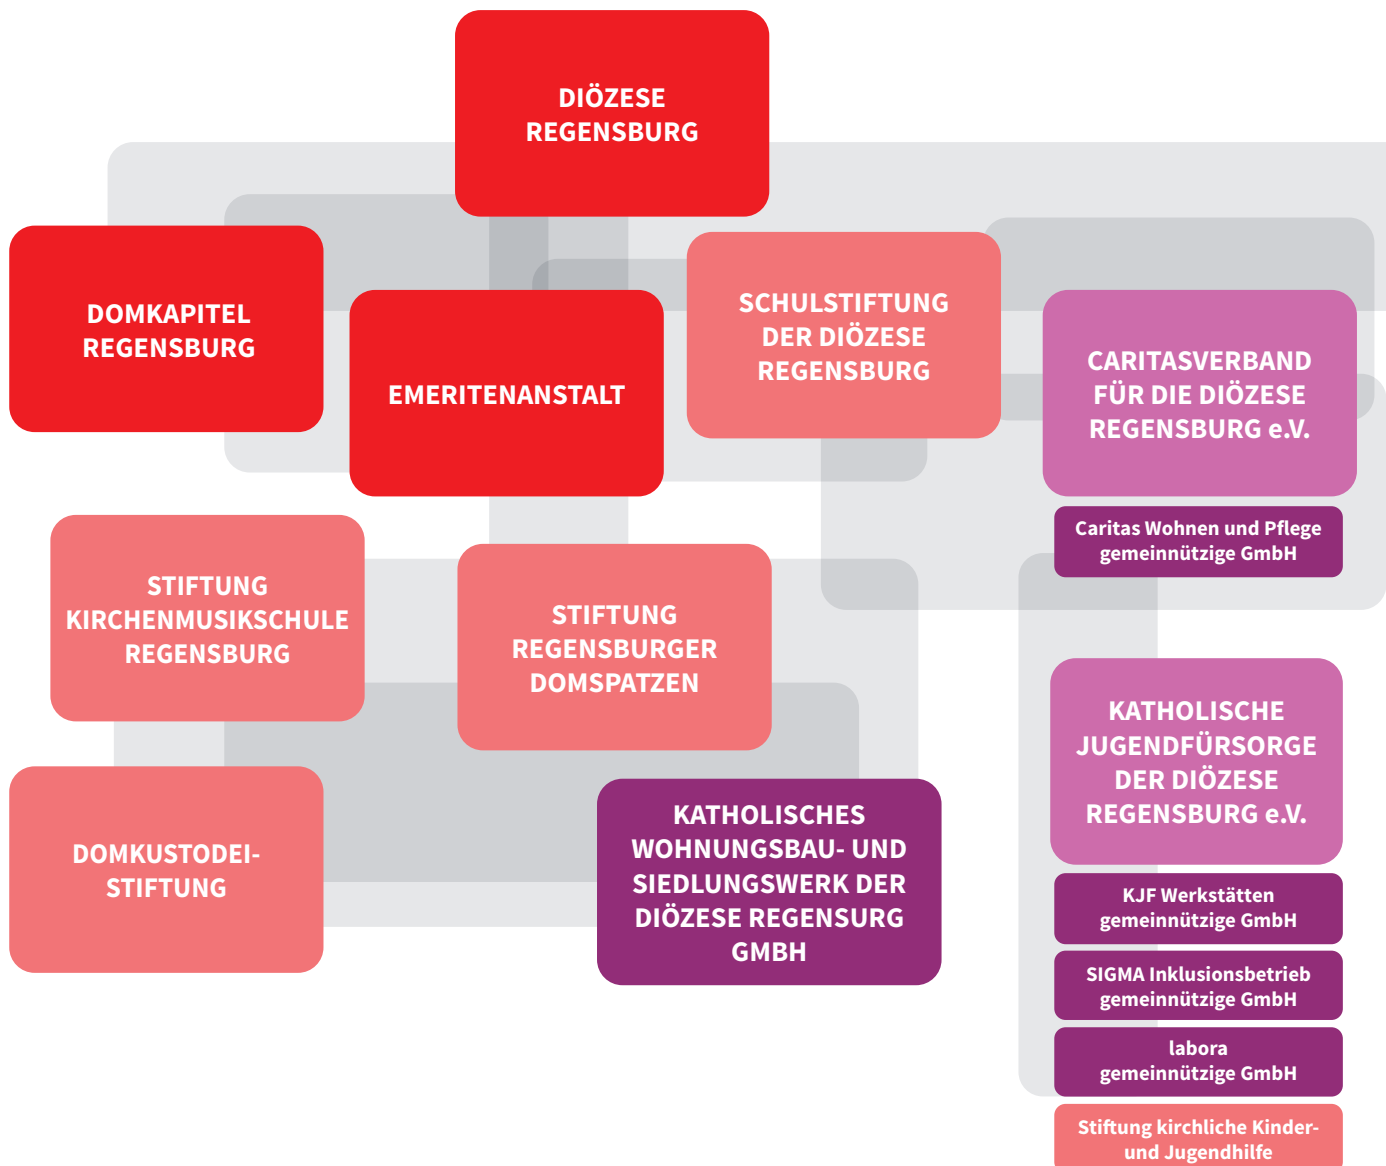 DIÖZESE
REGENSBURG
DOMKAPITEL
REGENSBURG
EMERITENANSTALT
SCHULSTIFTUNG
DER DIÖZESE
REGENSBURG
CARITASVERBAND
FÜR DIE DIÖZESE
REGENSBURG e.V.
Caritas Wohnen und Pflege
gemeinnützige GmbH
STIFTUNG
KIRCHENMUSIKSCHULE
REGENSBURG
STIFTUNG
REGENSBURGER
DOMSPATZEN
KATHOLISCHE
JUGENDFÜRSORGE
DER DIÖZESE
REGENSBURG e.V.
DOMKUSTODEI-
STIFTUNG
KATHOLISCHES
WOHNUNGSBAU- UND
SIEDLUNGSWERK DER
DIÖZESE REGENSURG
GMBH
KJF Werkstätten
gemeinnützige GmbH
SIGMA Inklusionsbetrieb
gemeinnützige GmbH
labora
gemeinnützige GmbH
Stiftung kirchliche Kinder-
und Jugendhilfe